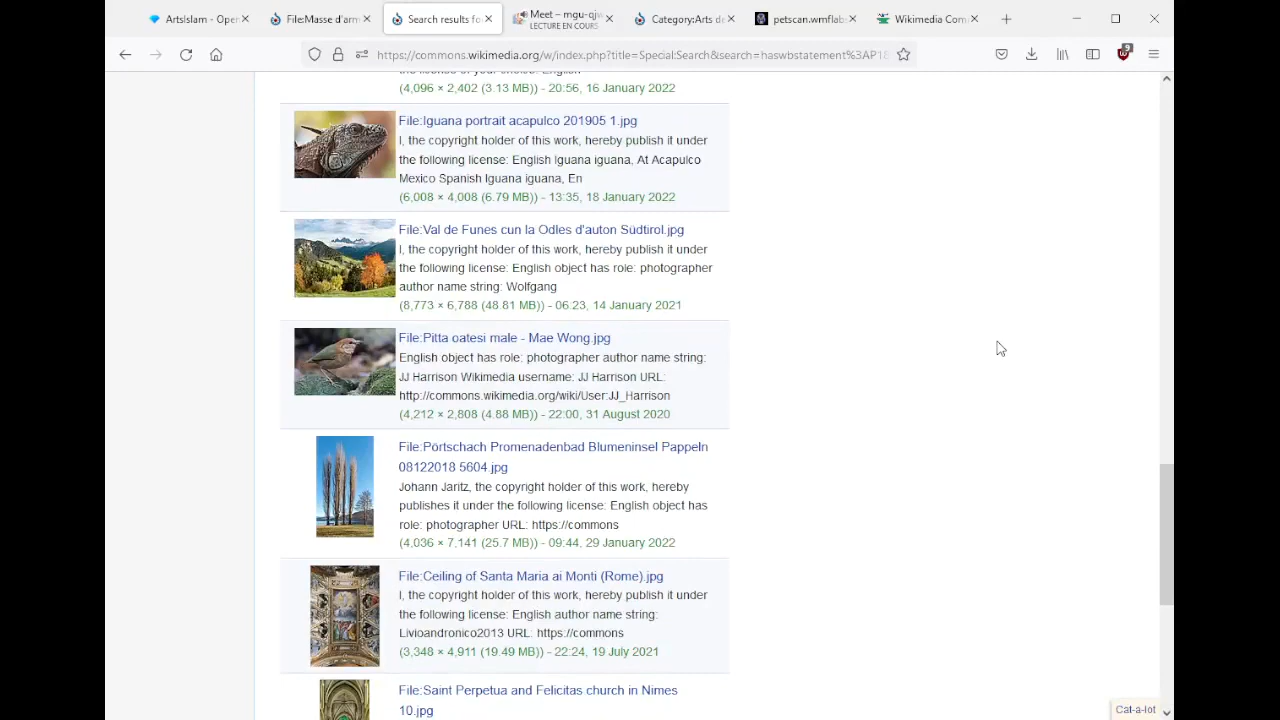 ArtsIslam - Open
File:Masse d'arm
Search results fo
Meet – mgu-qjw
LECTURE EN COURS
Category:Arts de
petscan.wmflabs
Wikimedia Com
https://commons.wikimedia.org/w/index.php?title=Special:Search&search=haswbstatement%3AP18
9
(4,096 × 2,402 (3.13 MB)) - 20:56, 16 January 2022
File:Iguana portrait acapulco 201905 1.jpg
I, the copyright holder of this work, hereby publish it under
the following license: English Iguana iguana, At Acapulco
Mexico Spanish Iguana iguana, En
(6,008 × 4,008 (6.79 MB)) - 13:35, 18 January 2022
File:Val de Funes cun la Odles d'auton Südtirol.jpg
I, the copyright holder of this work, hereby publish it under
the following license: English object has role: photographer
author name string: Wolfgang
(8,773 × 6,788 (48.81 MB)) - 06:23, 14 January 2021
File:Pitta oatesi male - Mae Wong.jpg
English object has role: photographer author name string:
JJ Harrison Wikimedia username: JJ Harrison URL:
http://commons.wikimedia.org/wiki/User:JJ_Harrison
(4,212 × 2,808 (4.88 MB)) - 22:00, 31 August 2020
File:Pörtschach Promenadenbad Blumeninsel Pappeln
08122018 5604.jpg
Johann Jaritz, the copyright holder of this work, hereby
publishes it under the following license: English object has
role: photographer URL: https://commons
(4,036 × 7,141 (25.7 MB)) - 09:44, 29 January 2022
File:Ceiling of Santa Maria ai Monti (Rome).jpg
I, the copyright holder of this work, hereby publish it under
the following license: English author name string:
Livioandronico2013 URL: https://commons
(3,348 × 4,911 (19.49 MB)) - 22:24, 19 July 2021
File:Saint Perpetua and Felicitas church in Nimes
10.jpg
Cat-a-lot